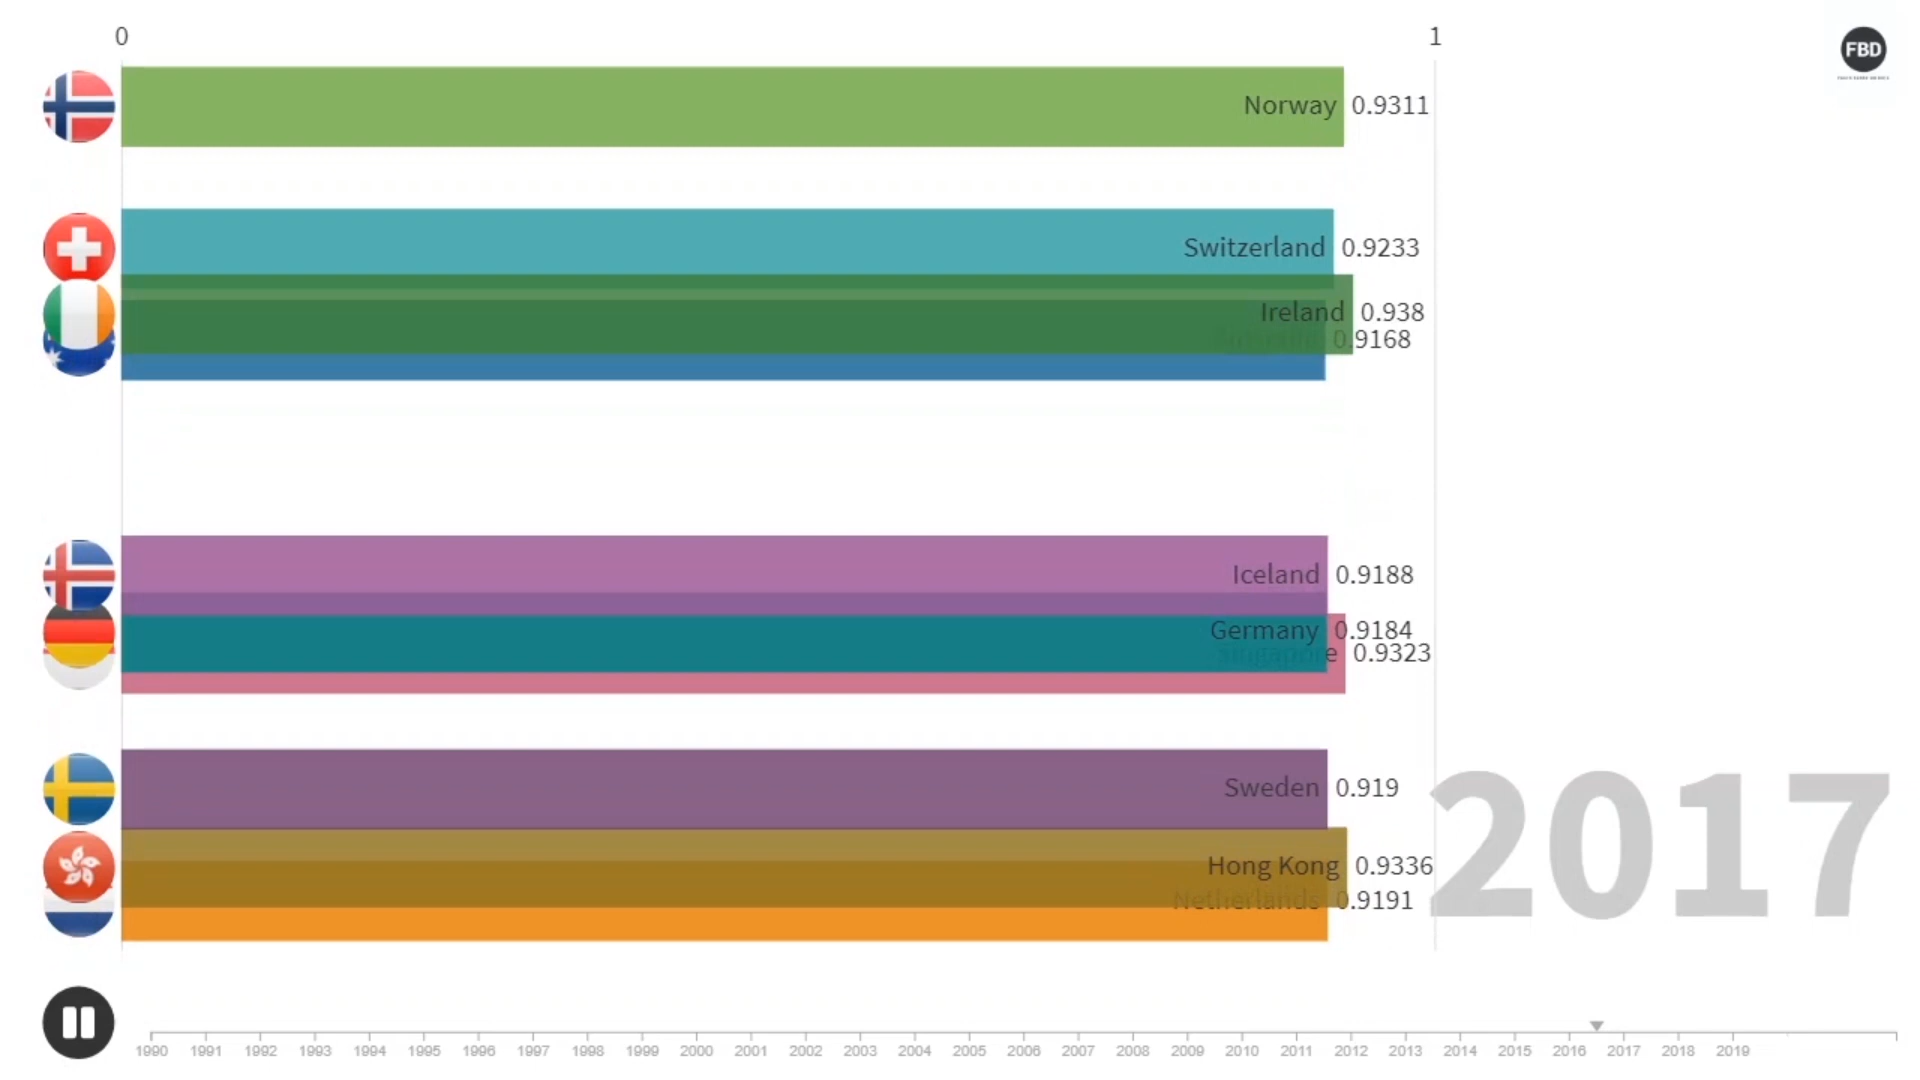 0 1
FBD
Norway 0.9311
Switzerland 0.9233
Ireland 0.938
0.9168
Iceland 0.9188
Germany 0.9184
Singapore 0.9323
Sweden 0.919
Hong Kong 0.9336
Netherlands 0.9191
2017
1990 1991 1992 1993 1994 1995 1996 1997 1998 1999 2000 2001 2002 2003 2004 2005 2006 2007 2008 2009 2010 2011 2012 2013 2014 2015 2016 2017 2018 2019